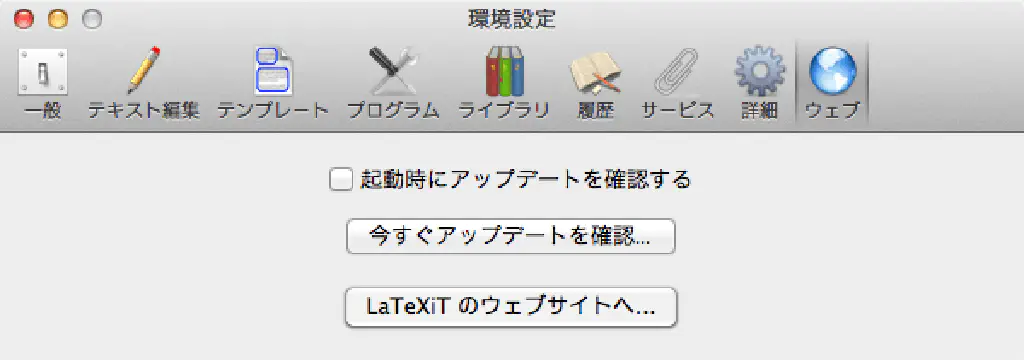 環境設定
一般 テキスト編集 テンプレート プログラム ライブラリ 履歴 サービス 詳細 ウェブ
起動時にアップデートを確認する
今すぐアップデートを確認...
LaTeXiT のウェブサイトへ...